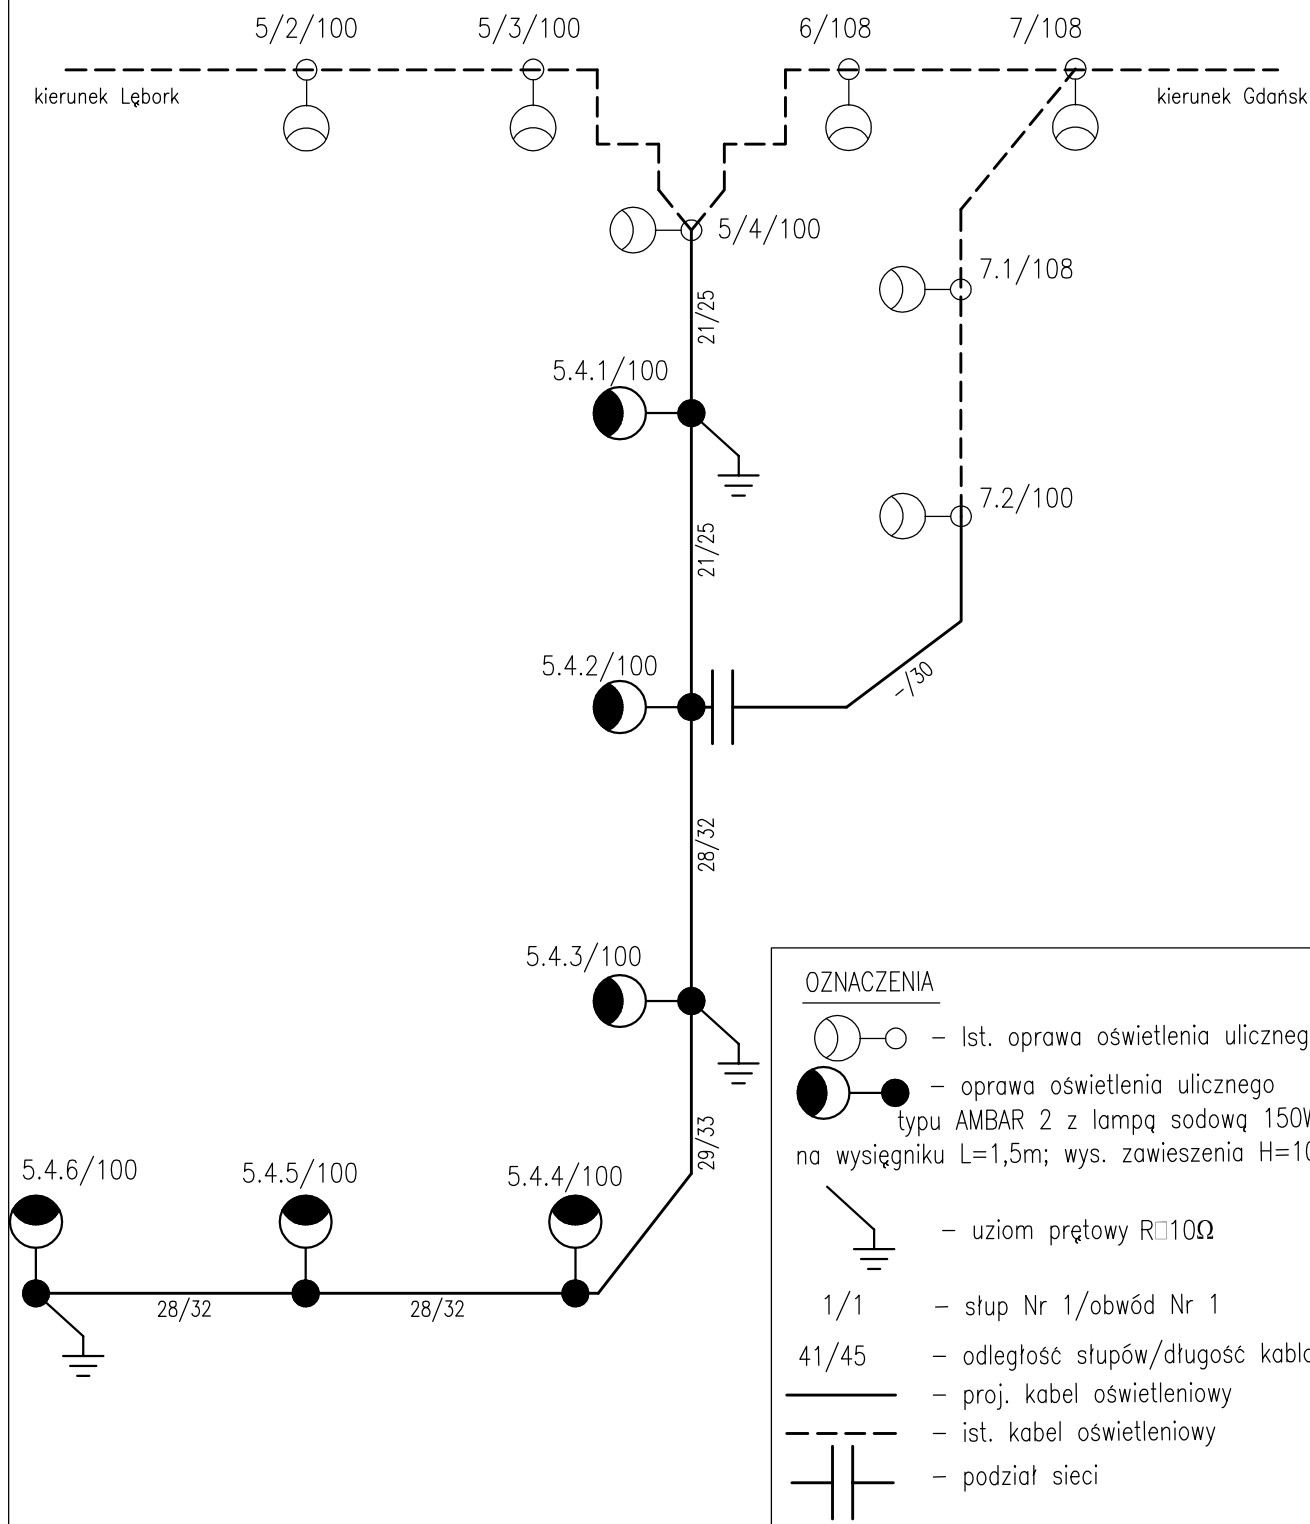 5/2/100
5/3/100
6/108
7/108
kierunek Lębork
kierunek Gdańsk
5/4/100
7.1/108
21/25
5.4.1/100
7.2/100
21/25
5.4.2/100
-/30
28/32
5.4.3/100
29/33
5.4.6/100
5.4.5/100
5.4.4/100
28/32
28/32
OZNACZENIA
– Ist. oprawa oświetlenia uliczneg
– oprawa oświetlenia ulicznego
typu AMBAR 2 z lampą sodową 150W
na wysięgniku L=1,5m; wys. zawieszenia H=10
– uziom prętowy R□10Ω
1/1 – słup Nr 1/obwód Nr 1
41/45 – odległość słupów/długość kabla
– proj. kabel oświetleniowy
– ist. kabel oświetleniowy
– podział sieci